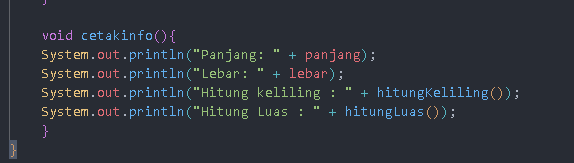 }
void cetakinfo(){
System.out.println("Panjang: " + panjang);
System.out.println("Lebar: " + lebar);
System.out.println("Hitung keliling : " + hitungKeliling());
System.out.println("Hitung Luas : " + hitungLuas());
}
}